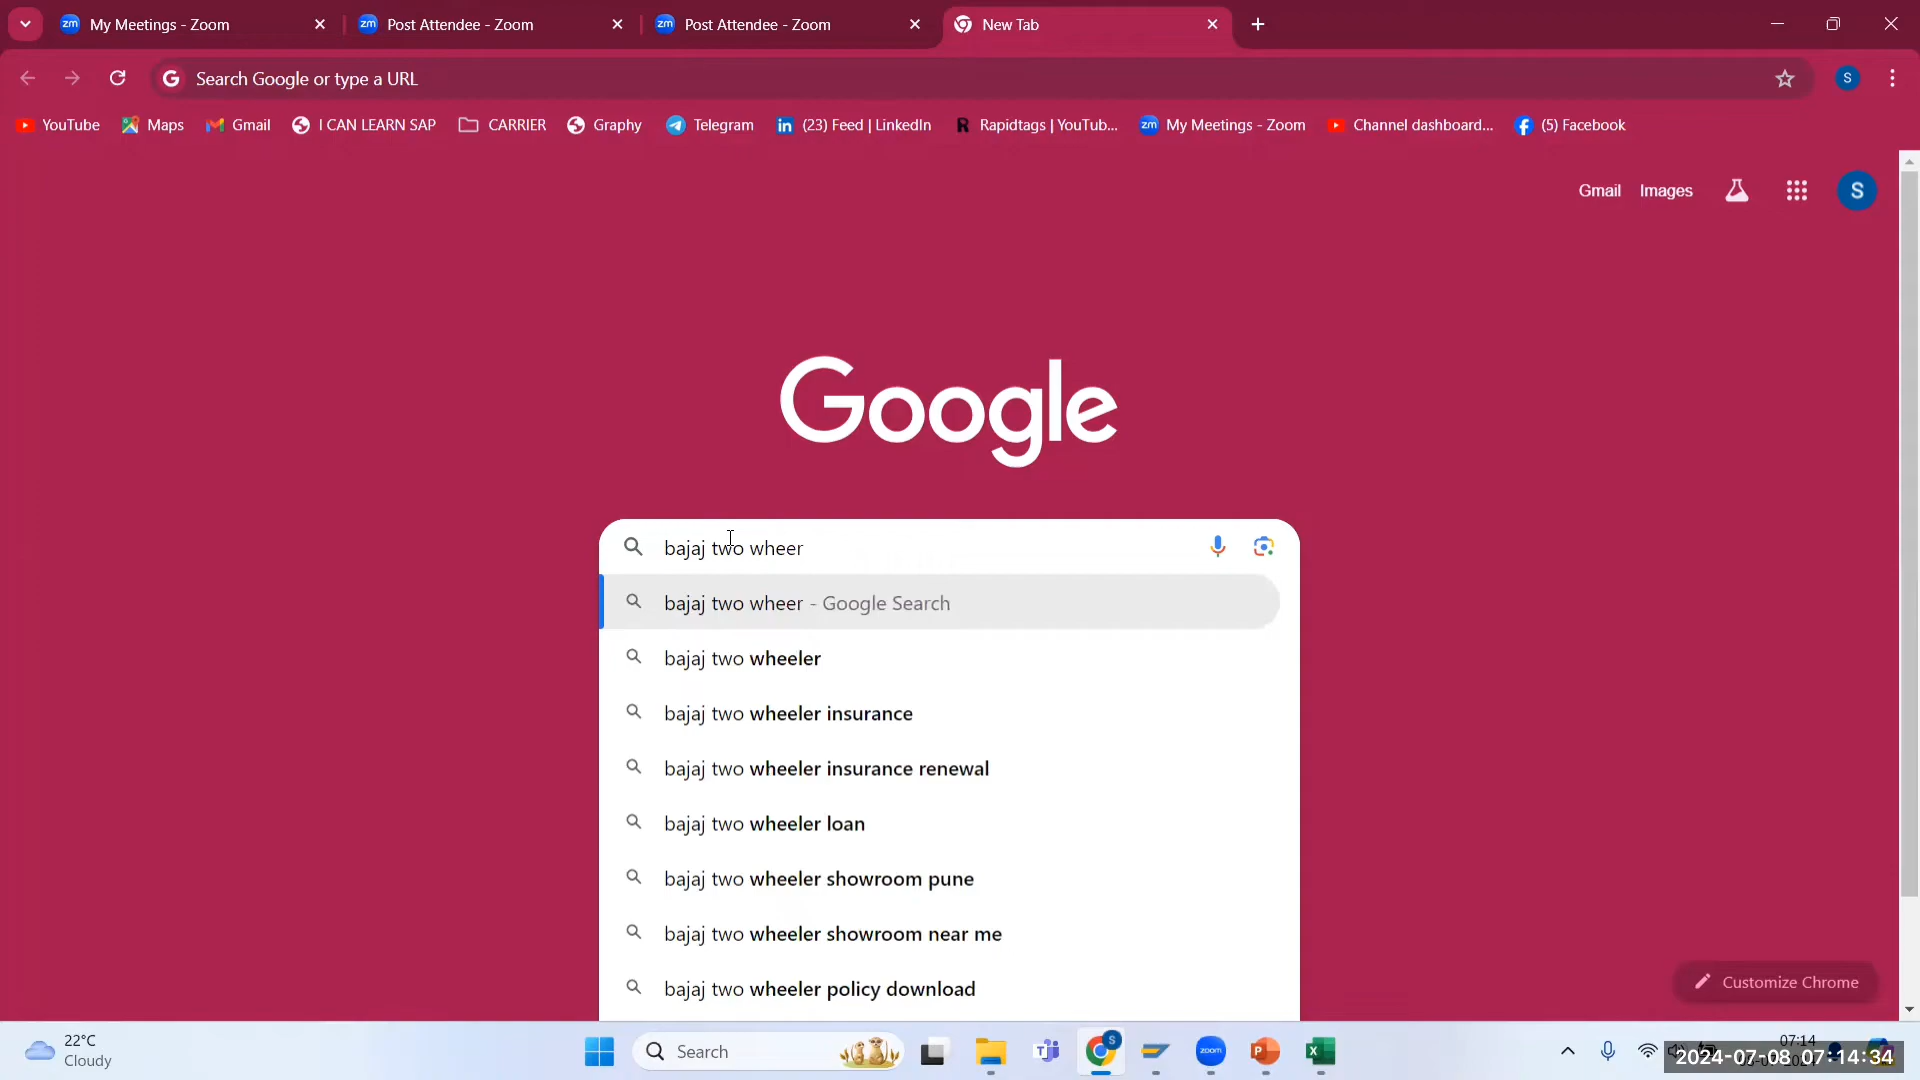 My Meetings - Zoom
Post Attendee - Zoom
Post Attendee - Zoom
New Tab
Search Google or type a URL
S
YouTube
Maps
Gmail
I CAN LEARN SAP
CARRIER
Graphy
Telegram
(23) Feed | LinkedIn
Rapidtags | YouTub...
My Meetings - Zoom
Channel dashboard...
(5) Facebook
Gmail
Images
S
Google
bajaj two wheer
bajaj two wheer - Google Search
bajaj two wheeler
bajaj two wheeler insurance
bajaj two wheeler insurance renewal
bajaj two wheeler loan
bajaj two wheeler showroom pune
bajaj two wheeler showroom near me
bajaj two wheeler policy download
Customize Chrome
22°C
Cloudy
Search
07:14
2024-07-08 07:14:34